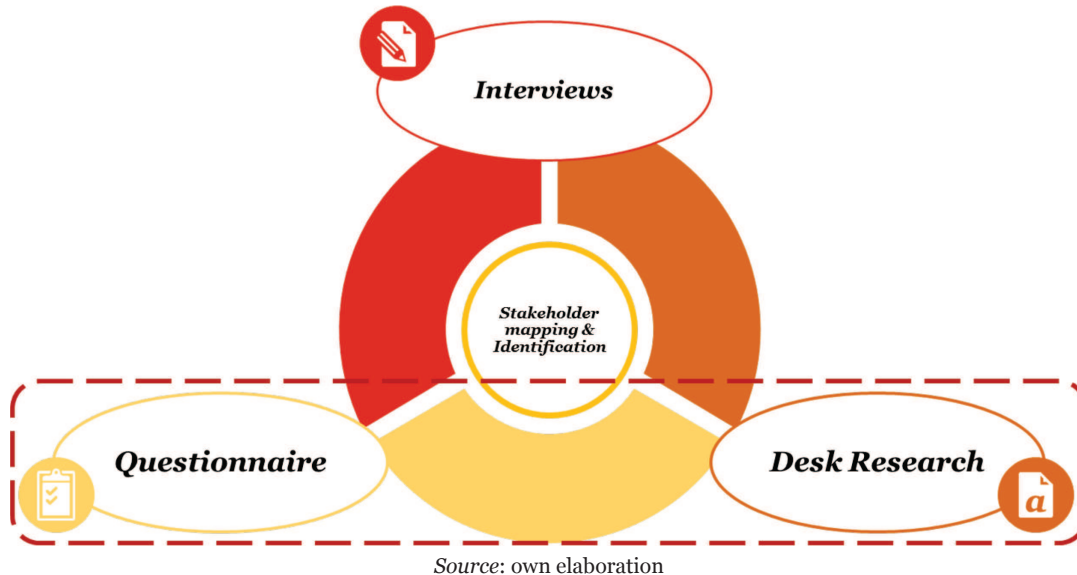 Interviews
Stakeholder
mapping &
Identification
Questionnaire
Desk Research
a
Source: own elaboration